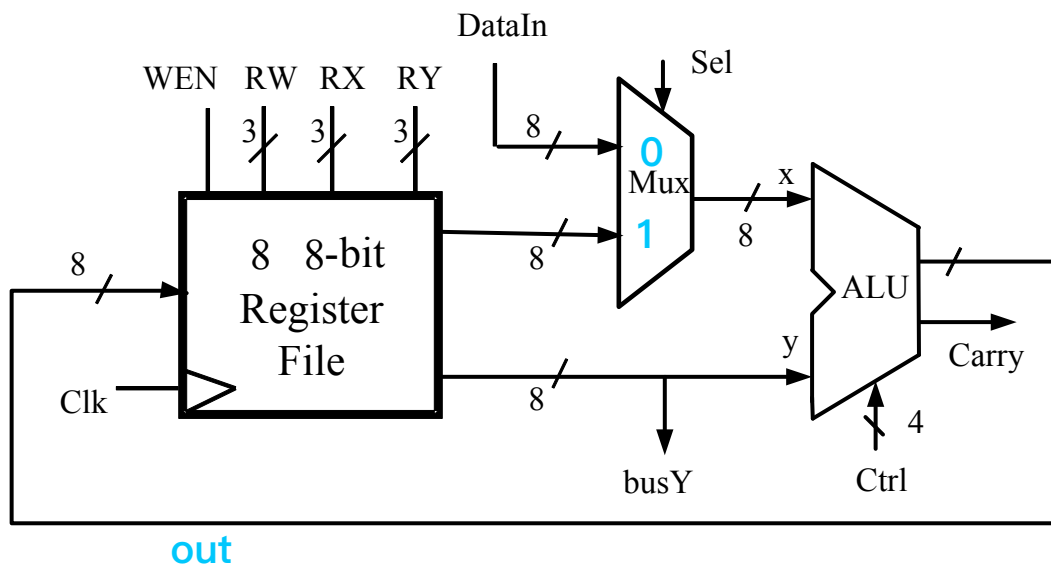 DataIn
Sel
WEN RW RX RY
3 3 3
8
0
Mux
x
1
8
8
8 8-bit
Register
File
8
ALU
y
Carry
Clk
8
4
busY
Ctrl
out